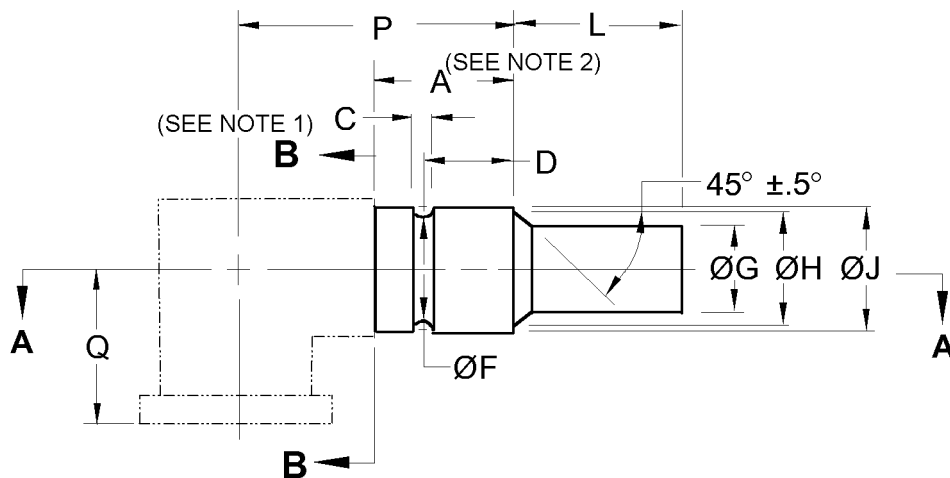 P
L
(SEE NOTE 2)
A
(SEE NOTE 1)
C
B
D
45° ±.5°
ØG
ØH
ØJ
A
Q
A
ØF
B